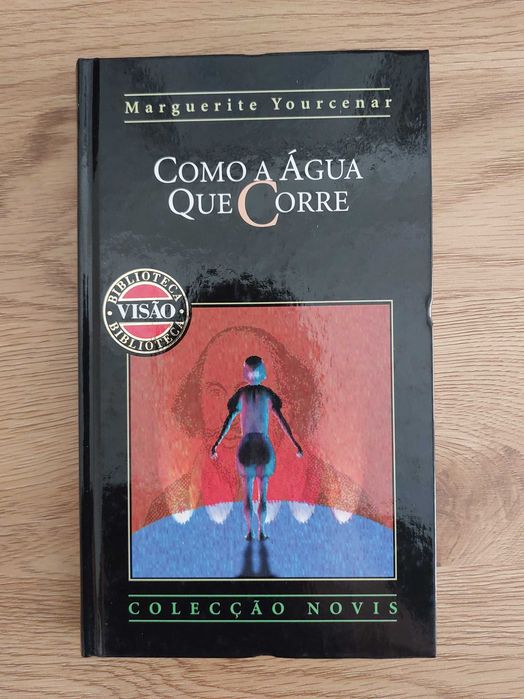 Marguerite Yourcenar
COMO A ÁGUA
QUE CORRE
BIBLIOTECA
VISÃO
BIBLIOTECA
COLECÇÃO NOVIS